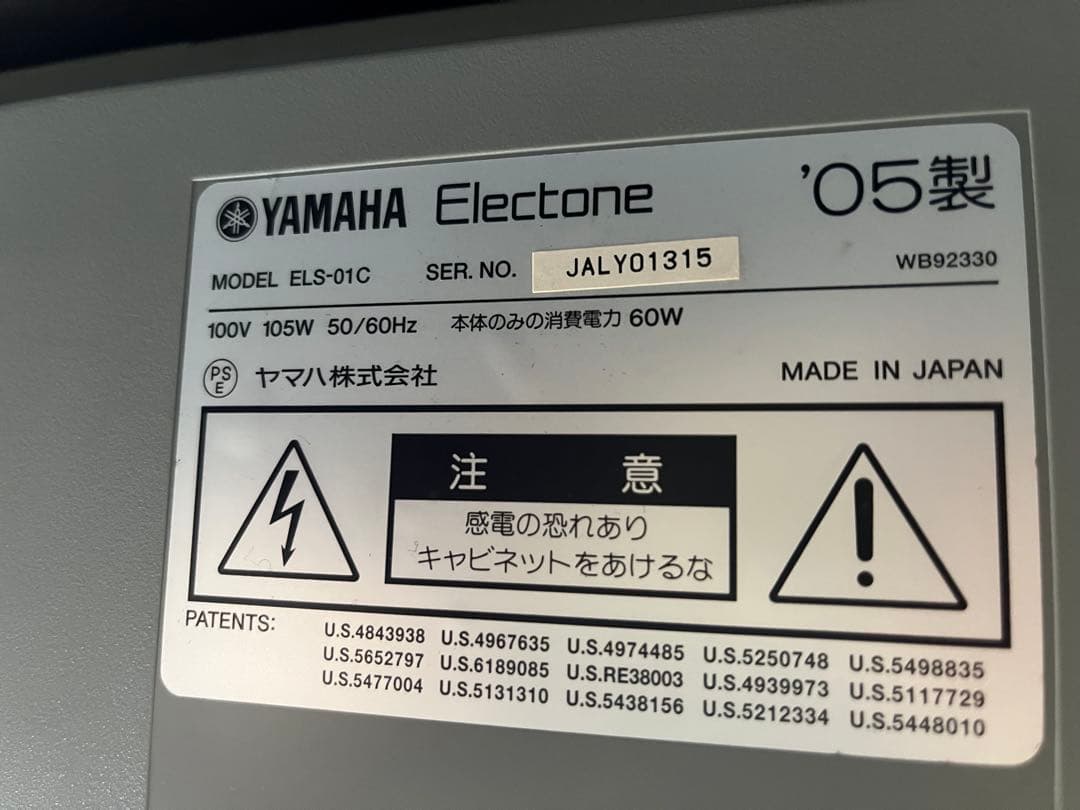 YAMAHA Electone '05製
MODEL ELS-01C SER. NO. JALY01315 WB92330
100V 105W 50/60Hz 本体のみの消費電力 60W
PSE ヤマハ株式会社 MADE IN JAPAN
注意
感電の恐れあり
キャビネットをあけるな
PATENTS: U.S.4843938 U.S.4967635 U.S.4974485 U.S.5250748 U.S.5498835
U.S.5652797 U.S.6189085 U.S.RE38003 U.S.4939973 U.S.5117729
U.S.5477004 U.S.5131310 U.S.5438156 U.S.5212334 U.S.5448010